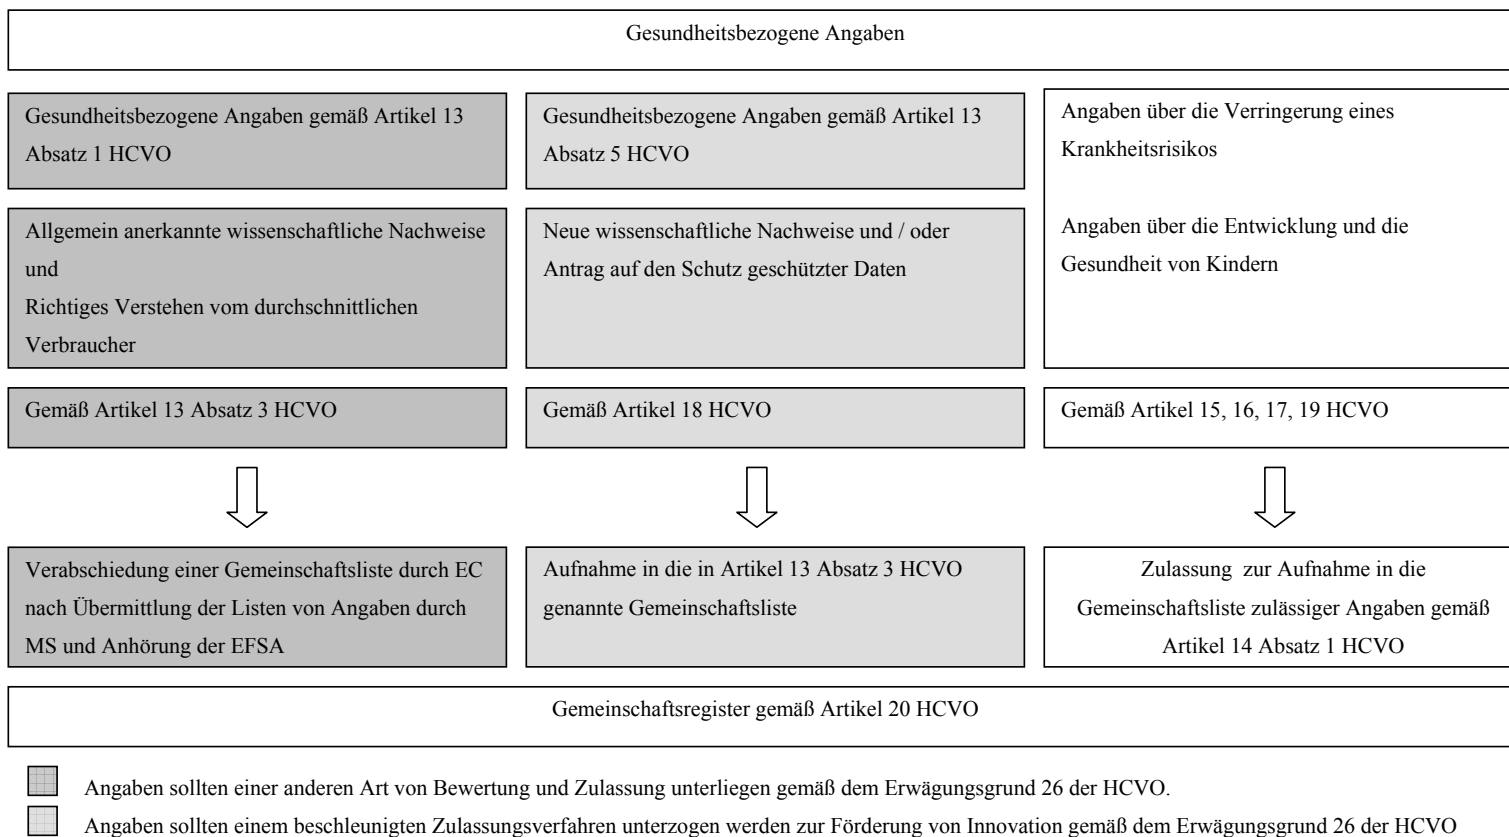 Gesundheitsbezogene Angaben
Gesundheitsbezogene Angaben gemäß Artikel 13
Absatz 1 HCVO
Allgemein anerkannte wissenschaftliche Nachweise
und
Richtiges Verstehen vom durchschnittlichen
Verbraucher
Gemäß Artikel 13 Absatz 3 HCVO
Verabschiedung einer Gemeinschaftsliste durch EC
nach Übermittlung der Listen von Angaben durch
MS und Anhörung der EFSA
Gesundheitsbezogene Angaben gemäß Artikel 13
Absatz 5 HCVO
Neue wissenschaftliche Nachweise und / oder
Antrag auf den Schutz geschützter Daten
Gemäß Artikel 18 HCVO
Aufnahme in die in Artikel 13 Absatz 3 HCVO
genannte Gemeinschaftsliste
Angaben über die Verringerung eines
Krankheitsrisikos
Angaben über die Entwicklung und die
Gesundheit von Kindern
Gemäß Artikel 15, 16, 17, 19 HCVO
Zulassung zur Aufnahme in die
Gemeinschaftsliste zulässiger Angaben gemäß
Artikel 14 Absatz 1 HCVO
Gemeinschaftsregister gemäß Artikel 20 HCVO
Angaben sollten einer anderen Art von Bewertung und Zulassung unterliegen gemäß dem Erwägungsgrund 26 der HCVO.
Angaben sollten einem beschleunigten Zulassungsverfahren unterzogen werden zur Förderung von Innovation gemäß dem Erwägungsgrund 26 der HCVO